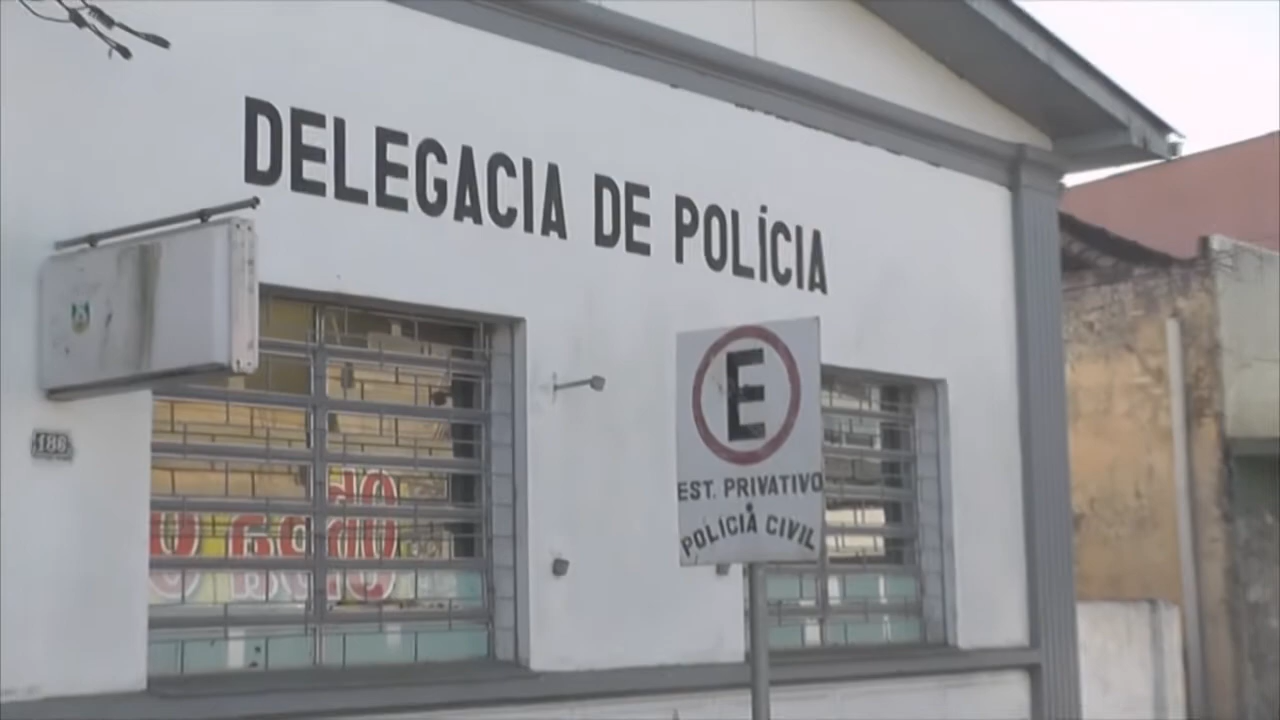 DELEGACIA DE POLÍCIA
186
E
EST. PRIVATIVO
POLÍCIA CIVIL